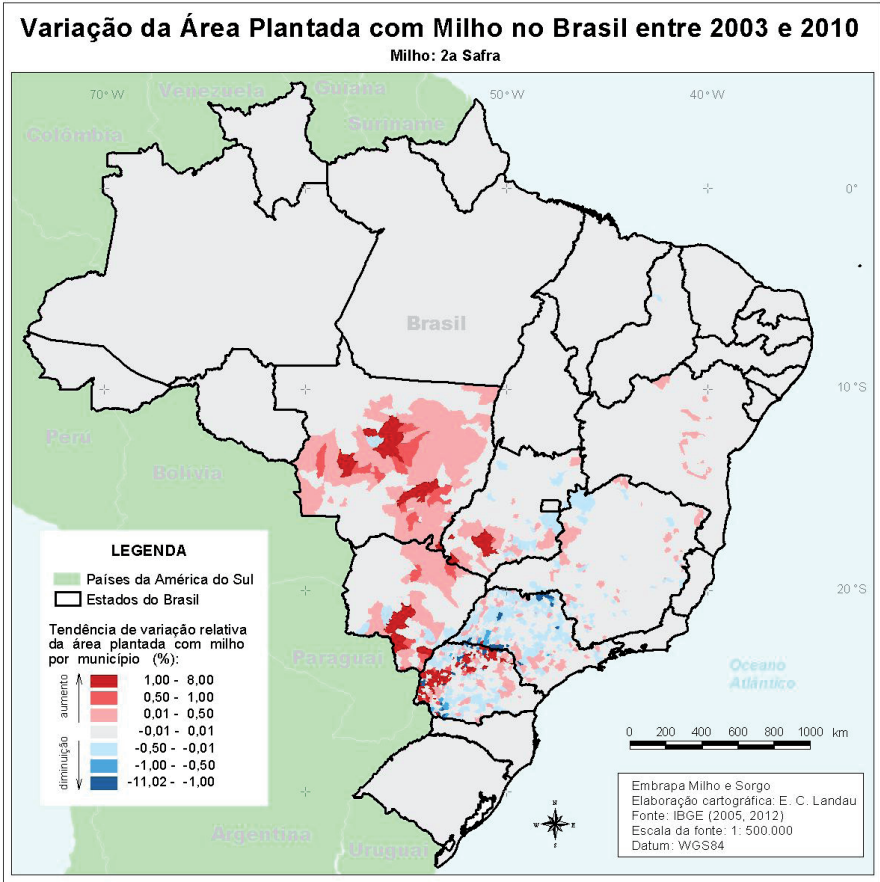 Variação da Área Plantada com Milho no Brasil entre 2003 e 2010
Milho: 2a Safra
70° W
50° W
40° W
Venezuela
Guiana
Suriname
Colômbia
0°
Brasil
10° S
Peru
Bolívia
20° S
Paraguai
Oceano
Atlântico
Argentina
Uruguai
LEGENDA
Países da América do Sul
Estados do Brasil
Tendência de variação relativa
da área plantada com milho
por município (%):
aumento
1,00 - 8,00
0,50 - 1,00
0,01 - 0,50
-0,01 - 0,01
diminuição
-0,50 - -0,01
-1,00 - -0,50
-11,02 - -1,00
0 200 400 600 800 1000 km
N
W E
S
Embrapa Milho e Sorgo
Elaboração cartográfica: E. C. Landau
Fonte: IBGE (2005, 2012)
Escala da fonte: 1: 500.000
Datum: WGS84